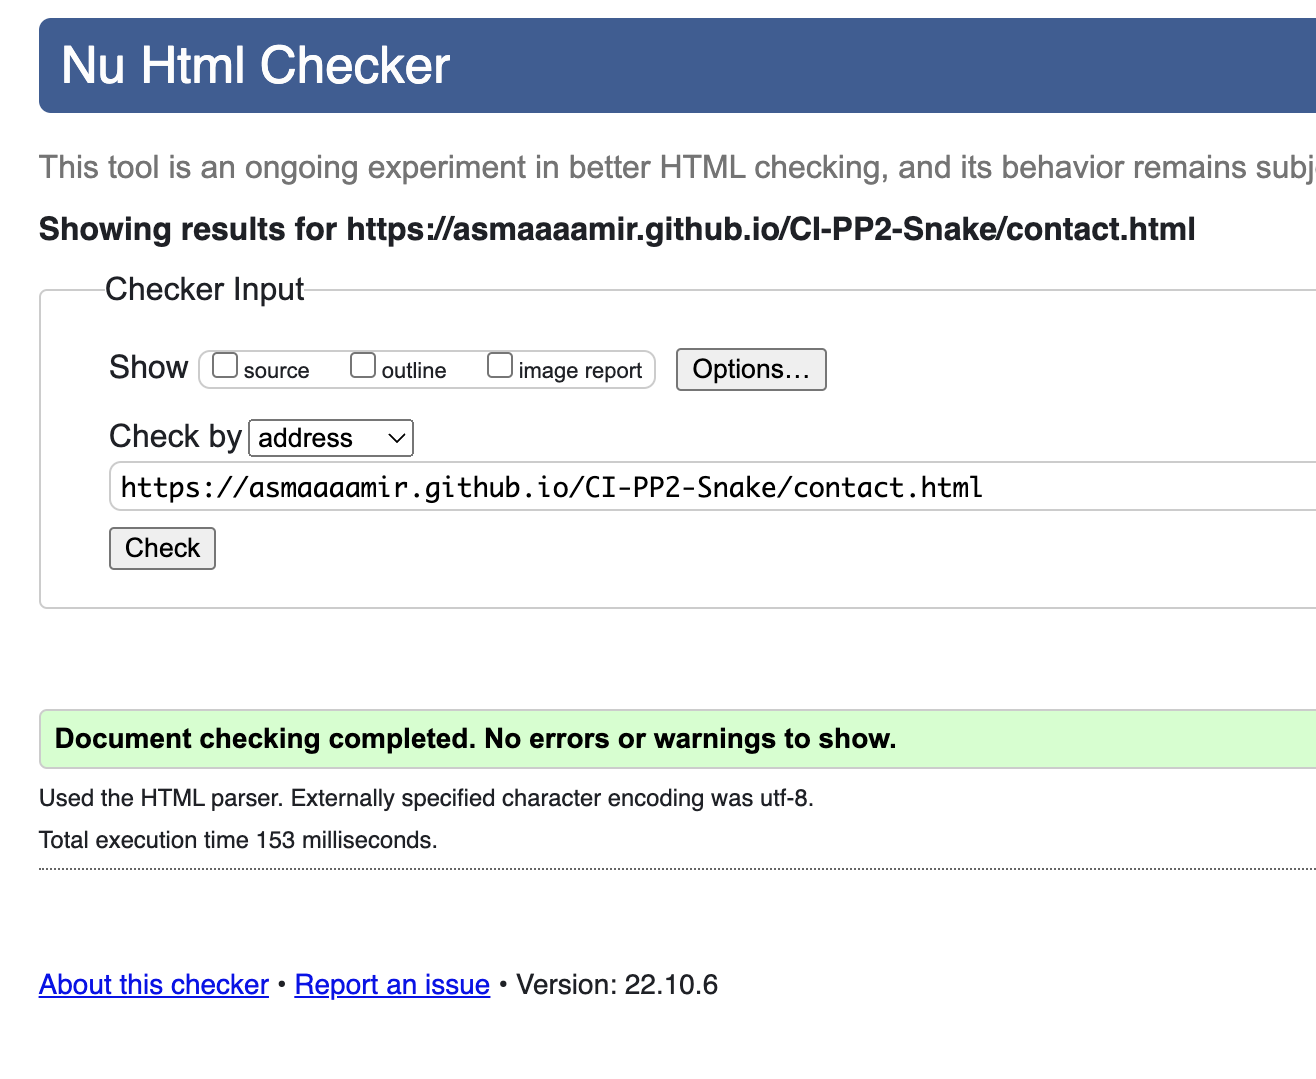 Nu Html Checker
This tool is an ongoing experiment in better HTML checking, and its behavior remains subj
Showing results for https://asmaaaamir.github.io/CI-PP2-Snake/contact.html
Checker Input
Show source outline image report Options...
Check by address
https://asmaaaamir.github.io/CI-PP2-Snake/contact.html
Check
Document checking completed. No errors or warnings to show.
Used the HTML parser. Externally specified character encoding was utf-8.
Total execution time 153 milliseconds.
About this checker • Report an issue • Version: 22.10.6